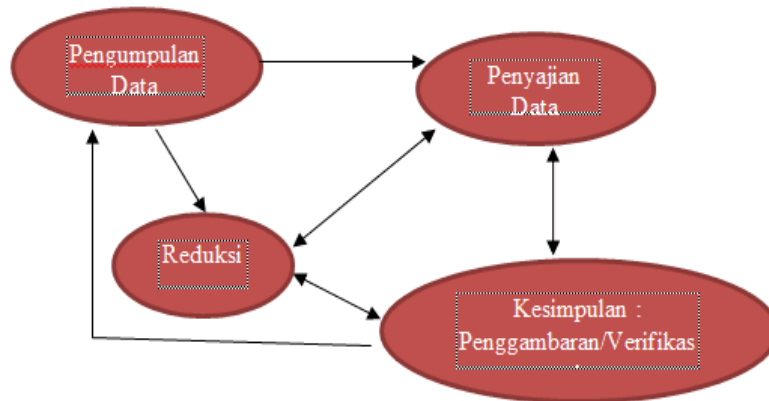 Pengumpulan
Data
Penyajian
Data
Reduksi
Kesimpulan :
Penggambaran/Verifikas